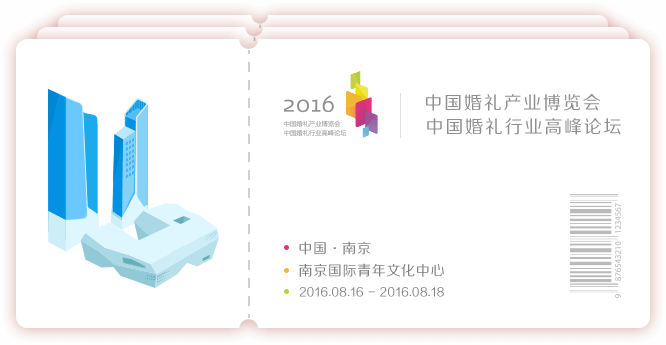 2016
中国婚礼产业博览会
中国婚礼行业高峰论坛
中国婚礼产业博览会
中国婚礼行业高峰论坛
中国·南京
南京国际青年文化中心
2016.08.16 - 2016.08.18
9 876543210 1234567